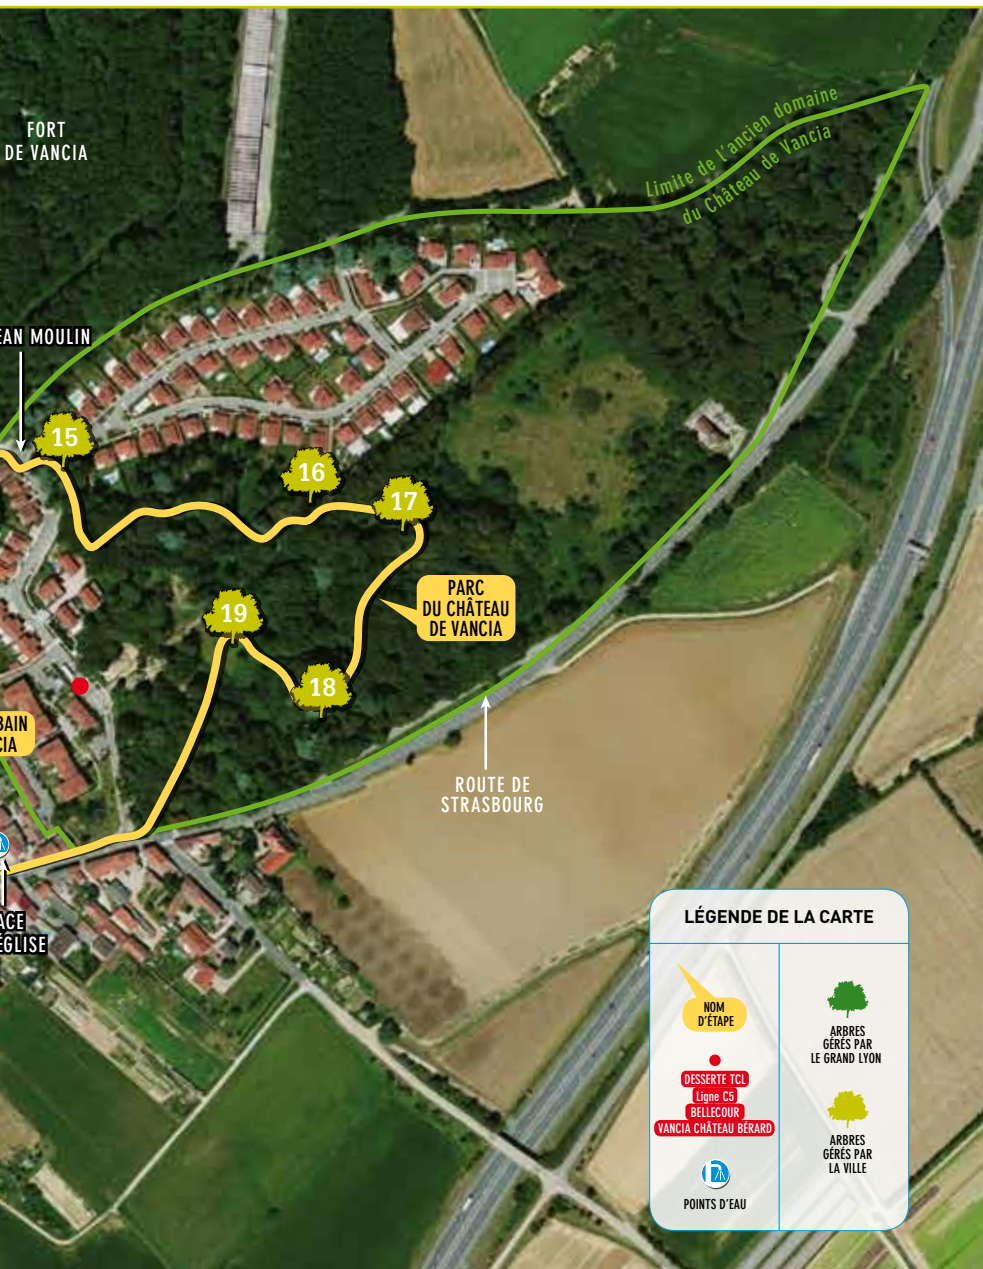 FORT
DE VANCIA
Limite de l'ancien domaine
du Château de Vancia
EAN MOULIN
15
16
17
PARC
DU CHÂTEAU
DE VANCIA
19
18
BAIN
CIA
ROUTE DE
STRASBOURG
ACE
ÉGLISE
LÉGENDE DE LA CARTE
NOM
D'ÉTAPE
DESSERTE TCL
Ligne C5
BELLECOUR
VANCIA CHÂTEAU BÉRARD
POINTS D'EAU
ARBRES
GÉRÉS PAR
LE GRAND LYON
ARBRES
GÉRÉS PAR
LA VILLE